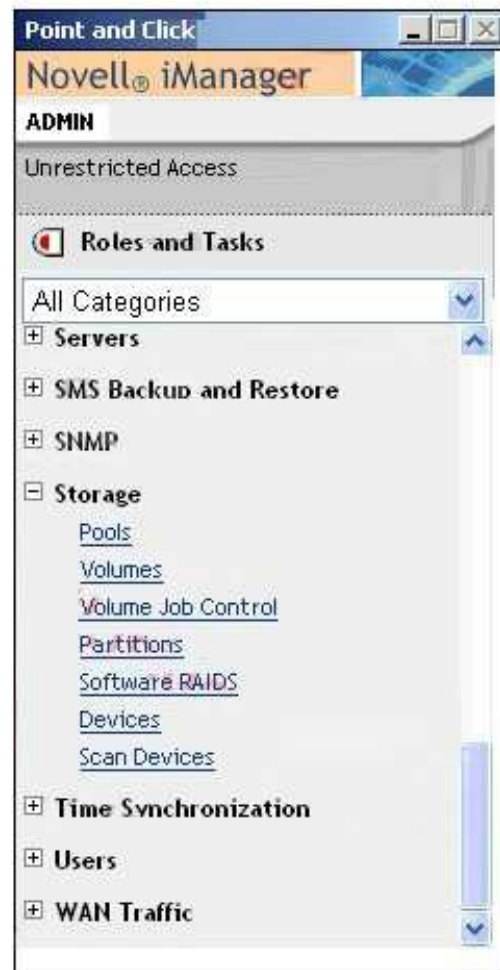 Point and Click
Novell® iManager
ADMIN
Unrestricted Access
Roles and Tasks
All Categories
Servers
SMS Backup and Restore
SNMP
Storage
Pools
Volumes
Volume Job Control
Partitions
Software RAIDS
Devices
Scan Devices
Time Synchronization
Users
WAN Traffic